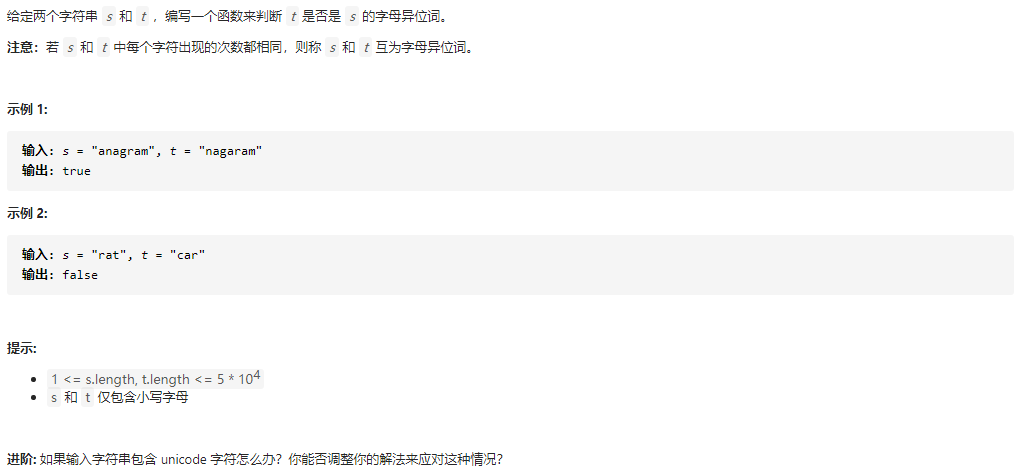 给定两个字符串 s 和 t ，编写一个函数来判断 t 是否是 s 的字母异位词。
注意：若 s 和 t 中每个字符出现的次数都相同，则称 s 和 t 互为字母异位词。
示例 1:
输入: s = "anagram", t = "nagaram"
输出: true
示例 2:
输入: s = "rat", t = "car"
输出: false
提示:
1 <= s.length, t.length <= 5 * 10⁴
s 和 t 仅包含小写字母
进阶: 如果输入字符串包含 unicode 字符怎么办？你能否调整你的解法来应对这种情况？